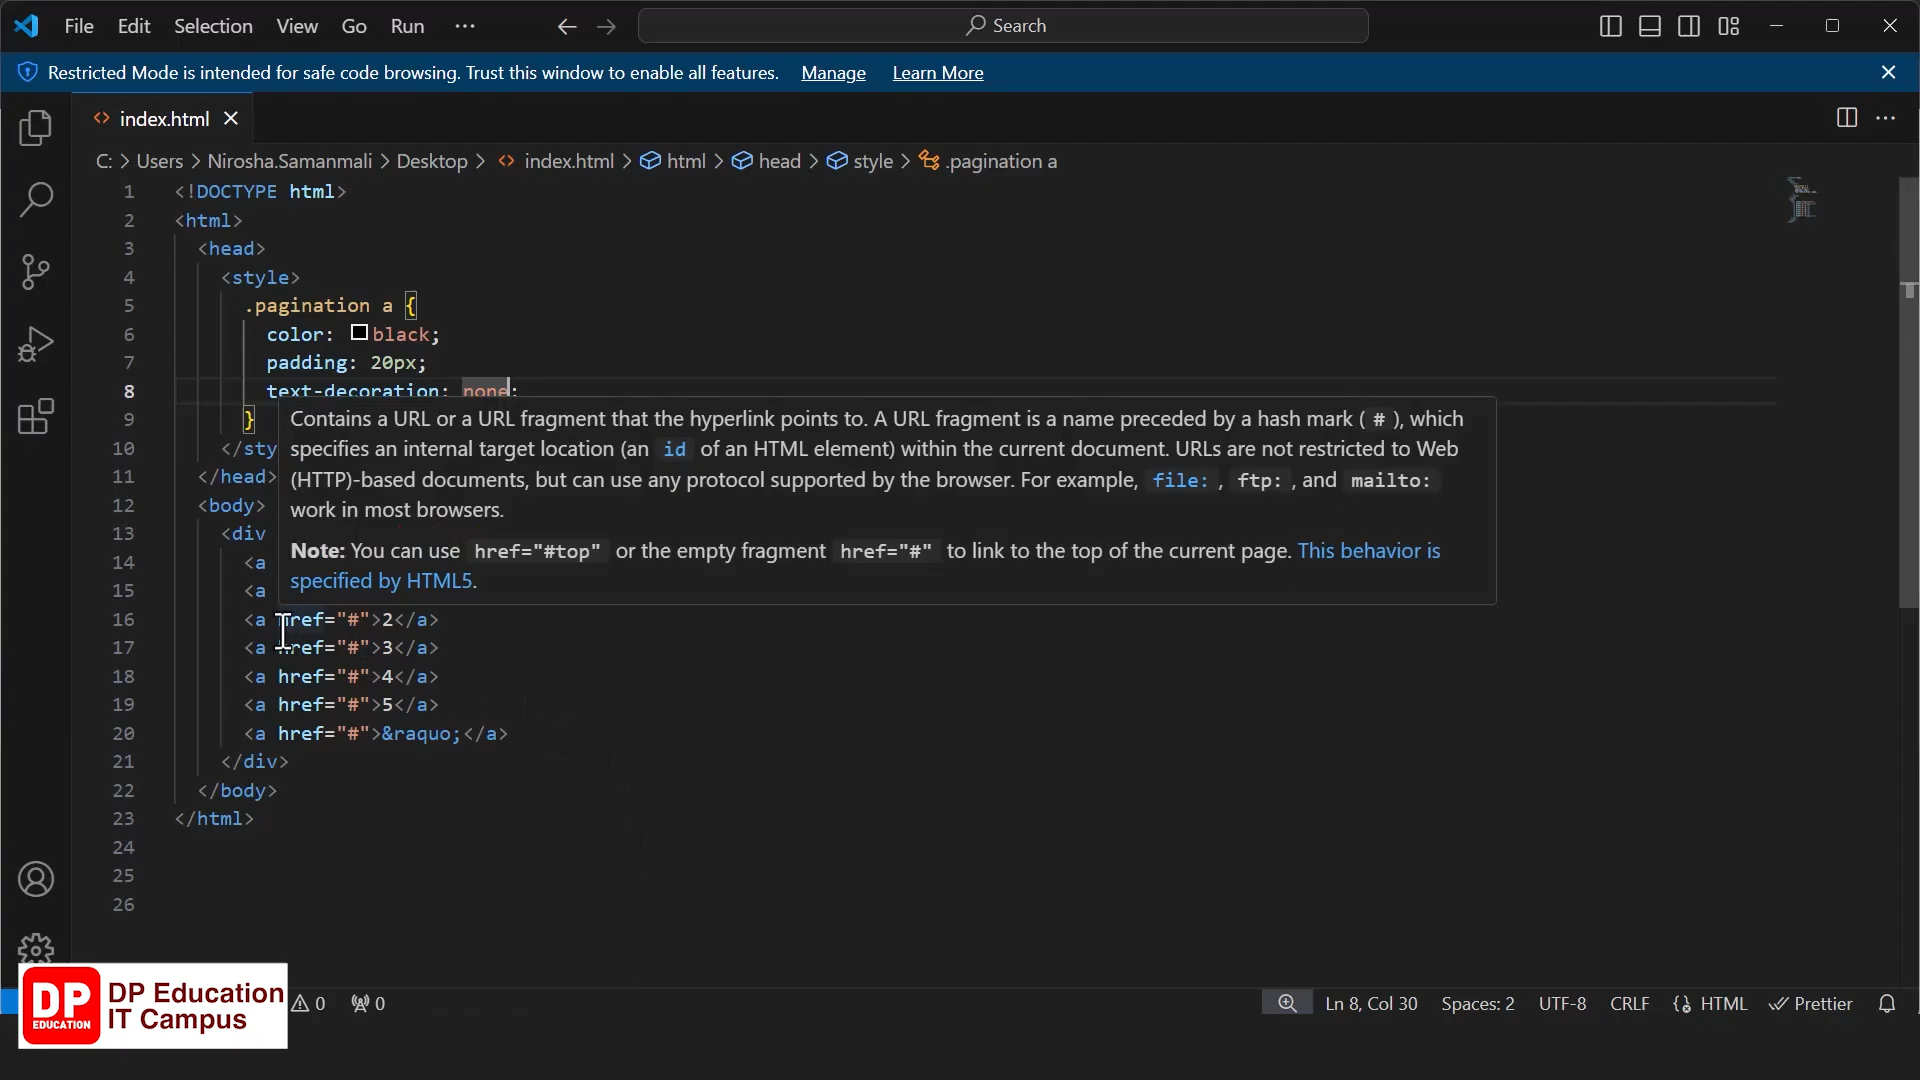 File Edit Selection View Go Run ··· Search
Restricted Mode is intended for safe code browsing. Trust this window to enable all features. Manage Learn More
index.html
C: > Users > Nirosha.Samanmali > Desktop > index.html > html > head > style > .pagination a
1 <!DOCTYPE html>
2 <html>
3 <head>
4 <style>
5 .pagination a {
6 color: black;
7 padding: 20px;
8 text-decoration: none;
9 }
10 </sty
11 </head>
12 <body>
13 <div
14 <a
15 <a
Contains a URL or a URL fragment that the hyperlink points to. A URL fragment is a name preceded by a hash mark ( # ), which
specifies an internal target location (an id of an HTML element) within the current document. URLs are not restricted to Web
(HTTP)-based documents, but can use any protocol supported by the browser. For example, file: , ftp: , and mailto:
work in most browsers.
Note: You can use href="#top" or the empty fragment href="#" to link to the top of the current page. This behavior is
specified by HTML5.
16 <a href="#">2</a>
17 <a href="#">3</a>
18 <a href="#">4</a>
19 <a href="#">5</a>
20 <a href="#">&raquo;</a>
21 </div>
22 </body>
23 </html>
24
25
26
DP EDUCATION
DP Education
IT Campus
0 0 Ln 8, Col 30 Spaces: 2 UTF-8 CRLF HTML Prettier